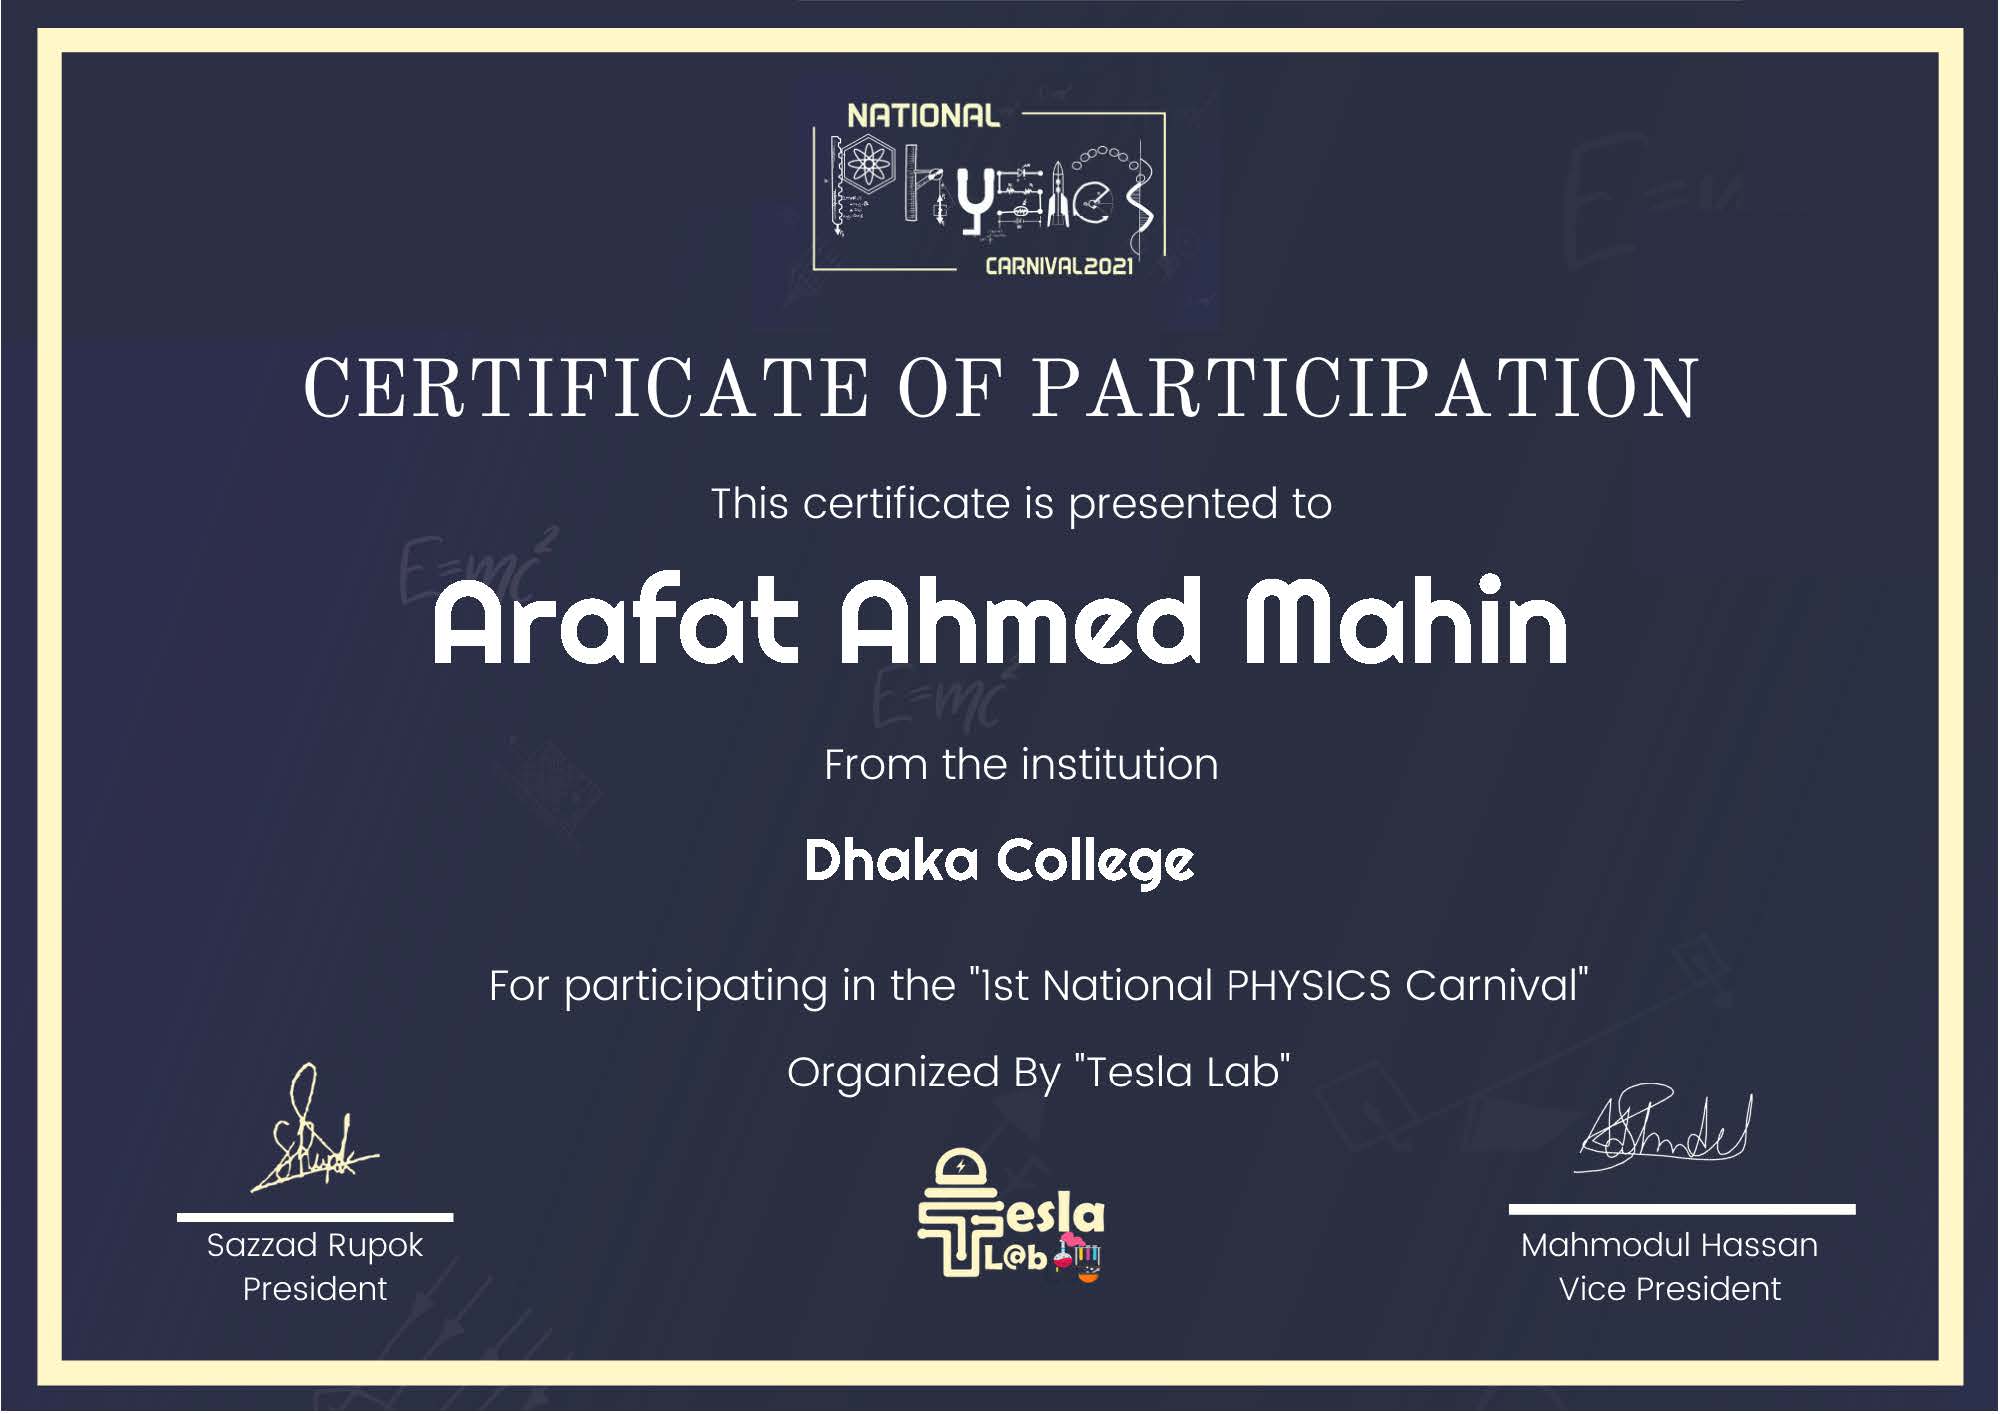 NATIONAL
Physics
CARNIVAL2021
CERTIFICATE OF PARTICIPATION
This certificate is presented to
E=mc²
Arafat Ahmed Mahin
E=mc²
From the institution
Dhaka College
For participating in the "1st National PHYSICS Carnival"
Organized By "Tesla Lab"
Tesla
L@b
Sazzad Rupok
President
Mahmodul Hassan
Vice President